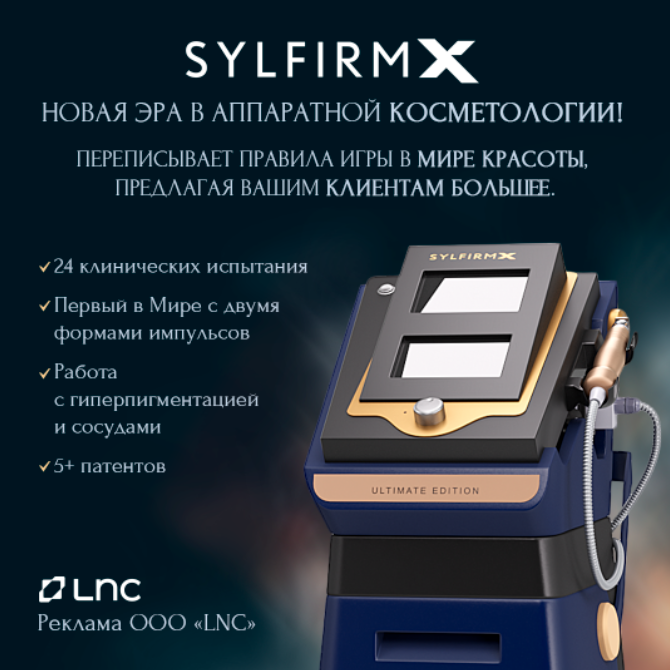 SYLFIRM X
НОВАЯ ЭРА В АППАРАТНОЙ КОСМЕТОЛОГИИ!
ПЕРЕПИСЫВАЕТ ПРАВИЛА ИГРЫ В МИРЕ КРАСОТЫ,
ПРЕДЛАГАЯ ВАШИМ КЛИЕНТАМ БОЛЬШЕЕ.
24 клинических испытания
Первый в Мире с двумя
формами импульсов
Работа
с гиперпигментацией
и сосудами
5+ патентов
SYLFIRM X
ULTIMATE EDITION
LNC
Реклама ООО «LNC»